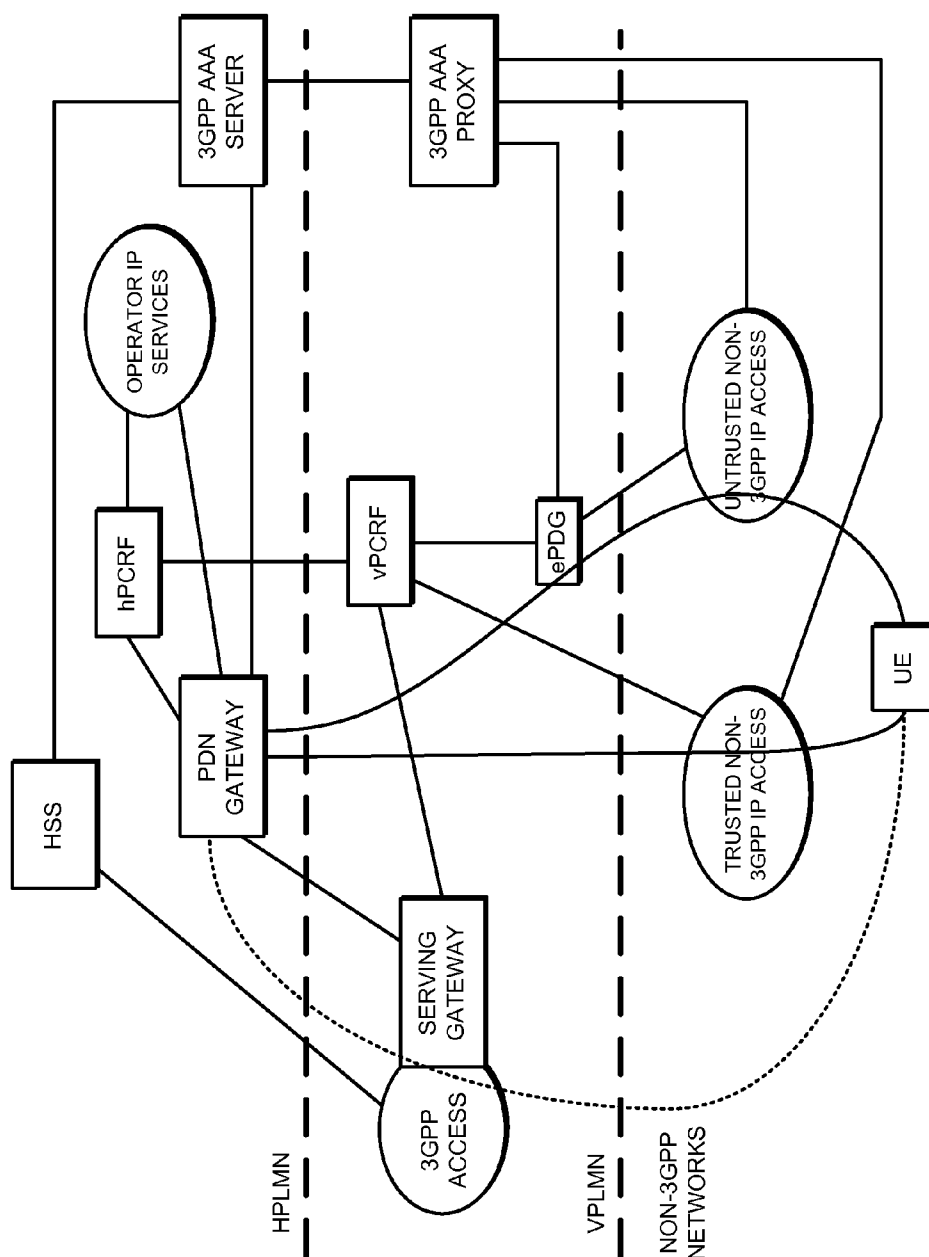 HSS
3GPP AAA
SERVER
OPERATOR IP
SERVICES
hPCRF
PDN
GATEWAY
HPLMN
3GPP AAA
PROXY
vPCRF
ePDG
SERVING
GATEWAY
3GPP
ACCESS
VPLMN
NON-3GPP
NETWORKS
TRUSTED NON-
3GPP IP ACCESS
UNTRUSTED NON-
3GPP IP ACCESS
UE